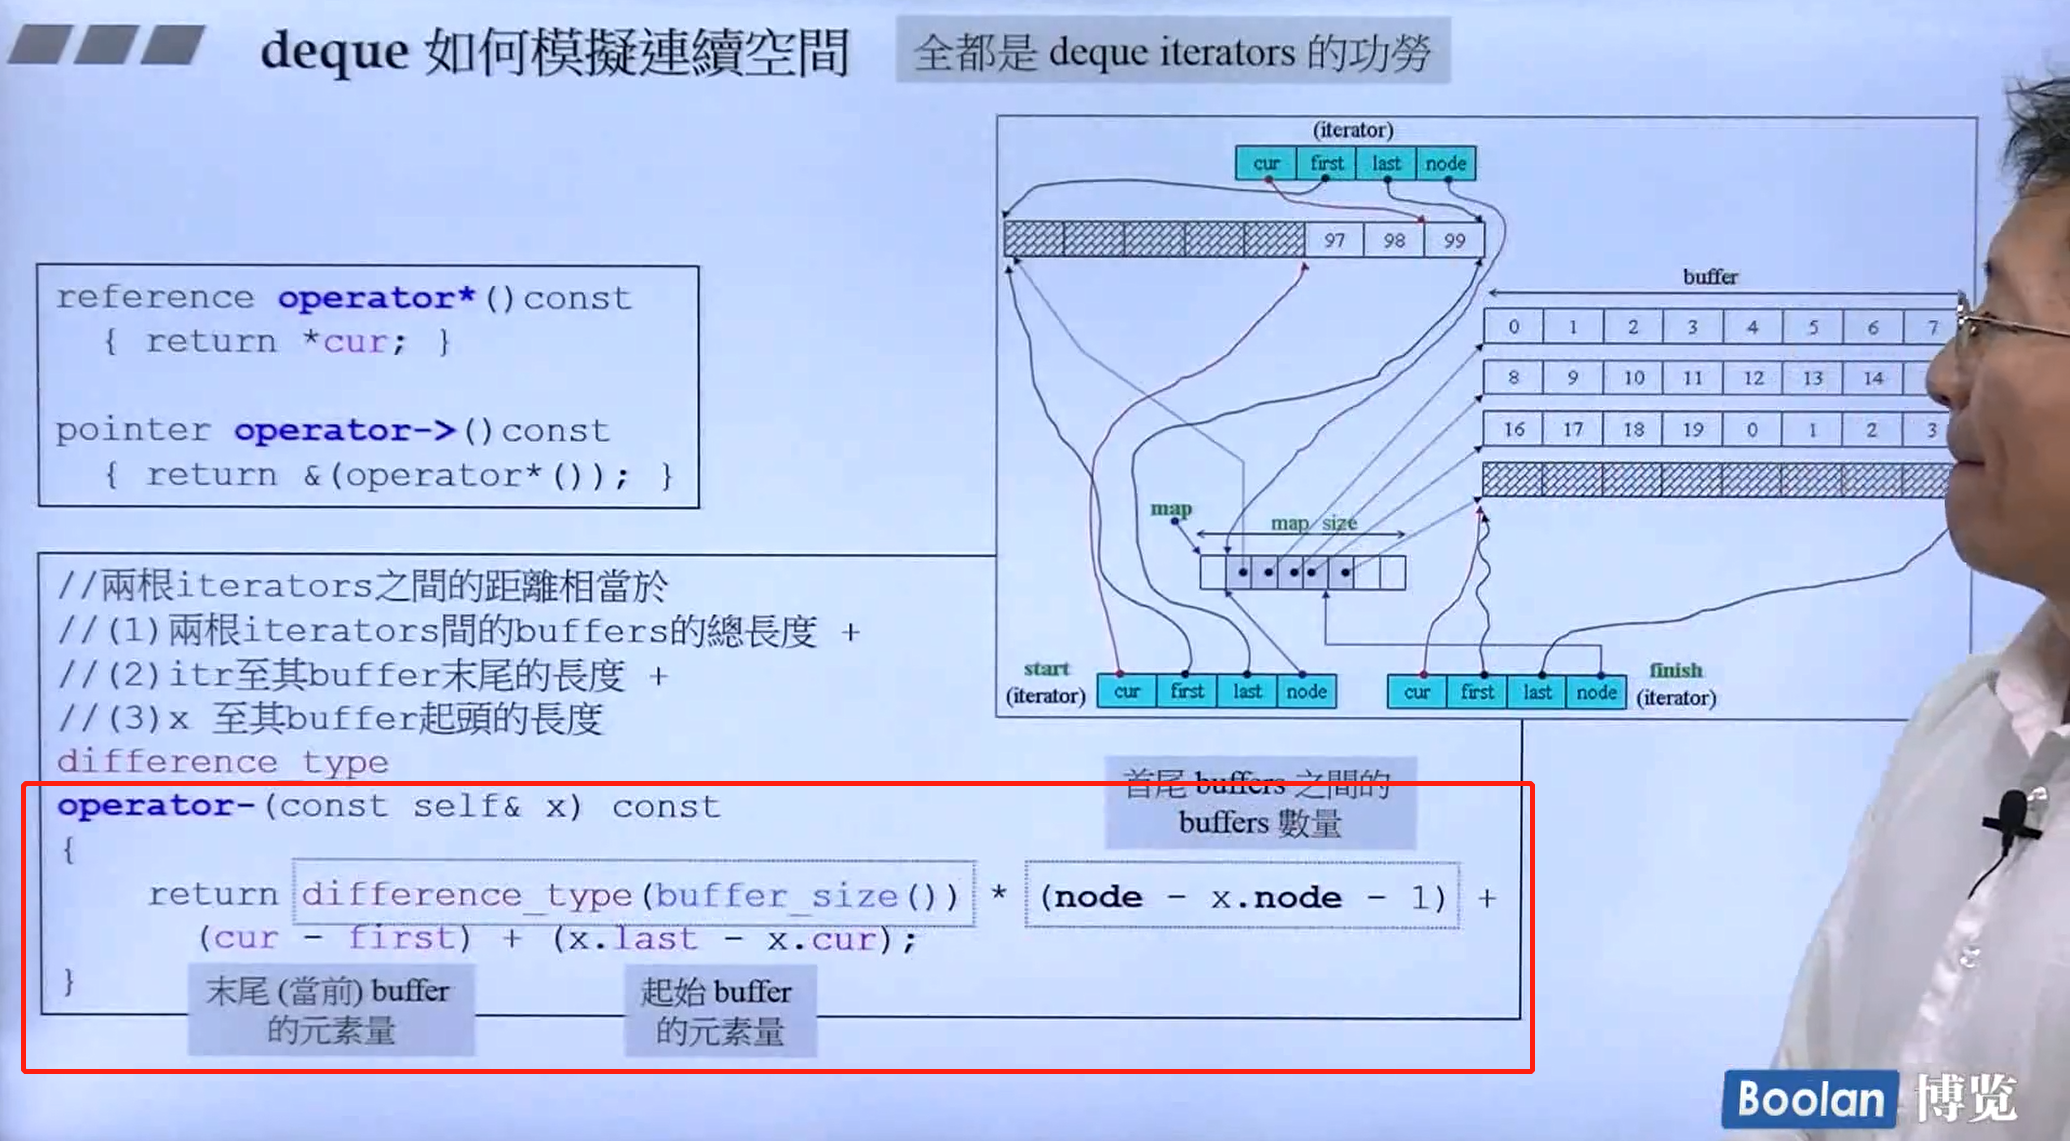 deque 如何模擬連續空間
全都是 deque iterators 的功勞
reference operator*()const
{ return *cur; }
pointer operator->()const
{ return &(operator*()); }
(iterator)
cur first last node
97 98 99
buffer
0 1 2 3 4 5 6 7
8 9 10 11 12 13 14
16 17 18 19 0 1 2 3
map
map_size
start
(iterator)
cur first last node
cur first last node
finish
(iterator)
//兩根iterators之間的距離相當於
//(1)兩根iterators間的buffers的總長度 +
//(2)itr至其buffer末尾的長度 +
//(3)x 至其buffer起頭的長度
difference_type
operator-(const self& x) const
{
return difference_type(buffer_size()) * (node - x.node - 1) +
(cur - first) + (x.last - x.cur);
}
首尾 buffers 之間的
buffers 數量
末尾 (當前) buffer
的元素量
起始 buffer
的元素量
Boolan 博览